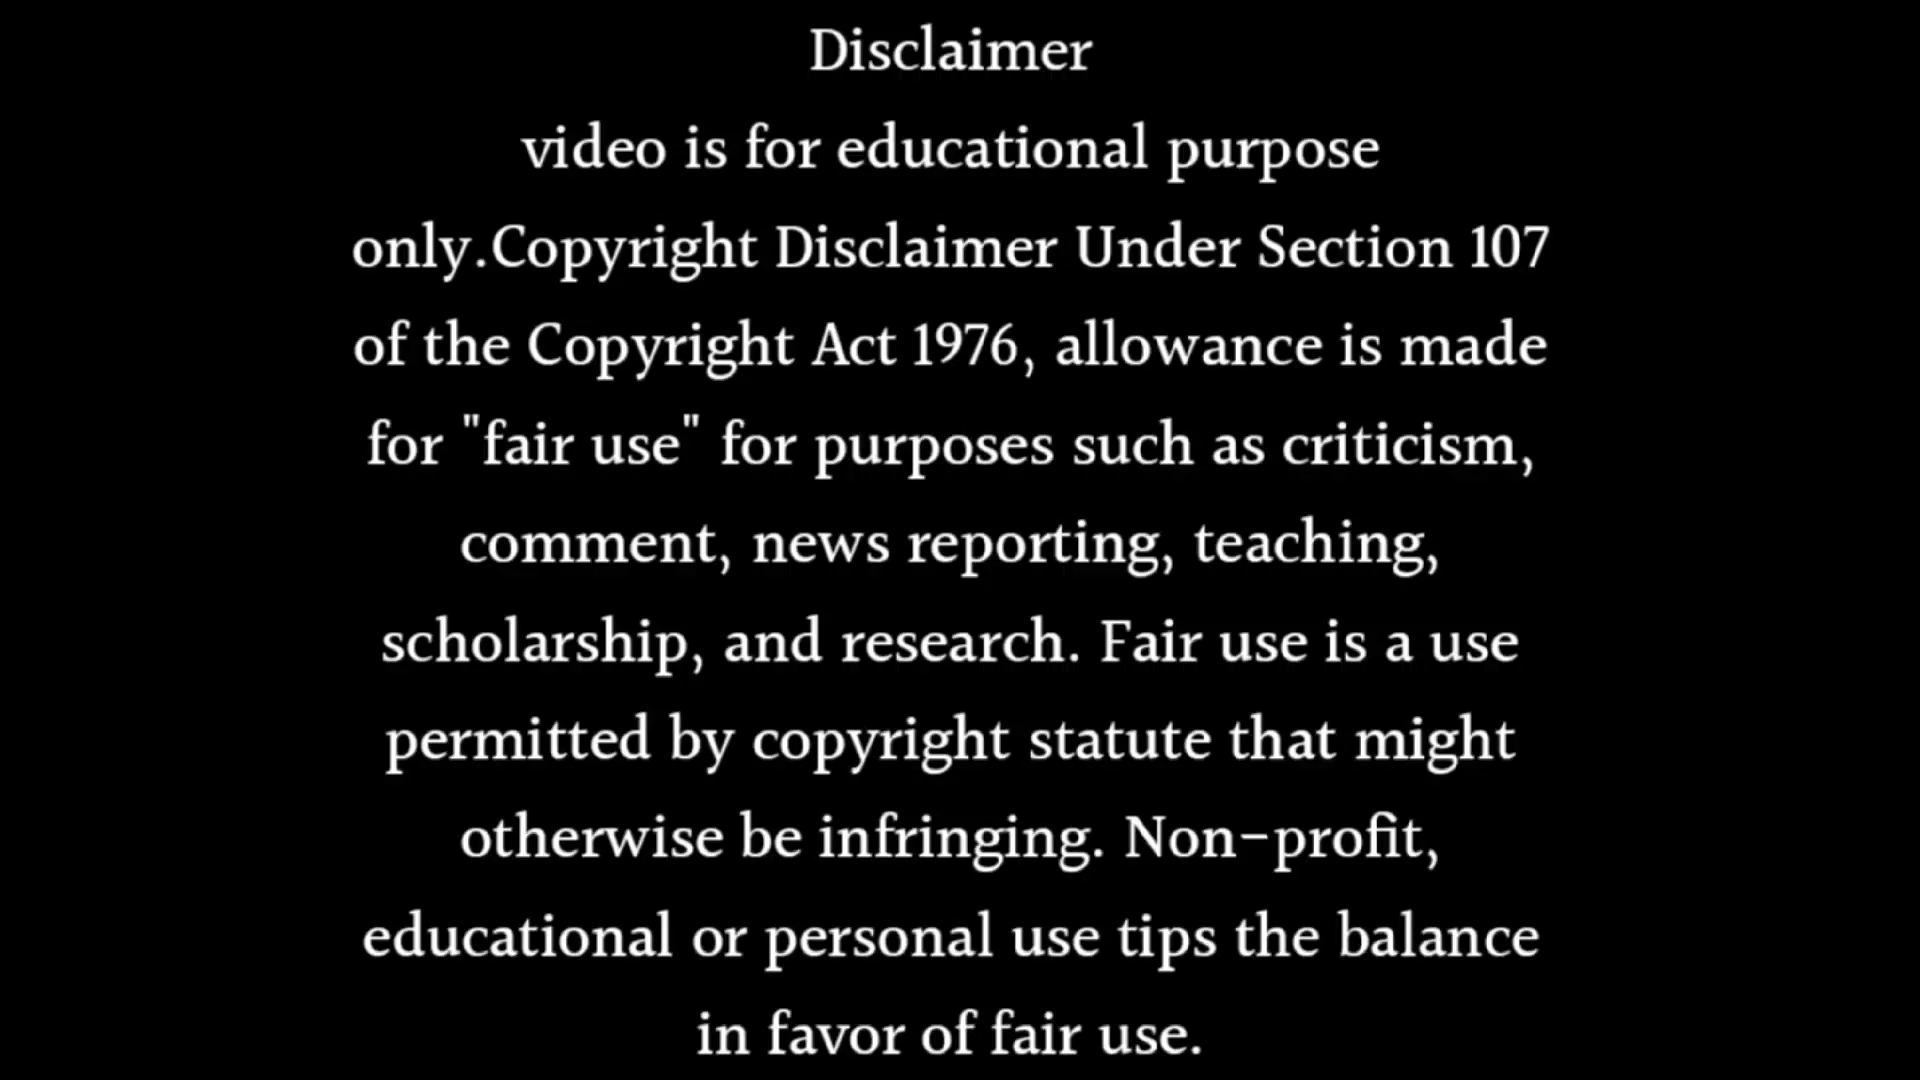 Disclaimer
video is for educational purpose
only.Copyright Disclaimer Under Section 107
of the Copyright Act 1976, allowance is made
for "fair use" for purposes such as criticism,
comment, news reporting, teaching,
scholarship, and research. Fair use is a use
permitted by copyright statute that might
otherwise be infringing. Non-profit,
educational or personal use tips the balance
in favor of fair use.